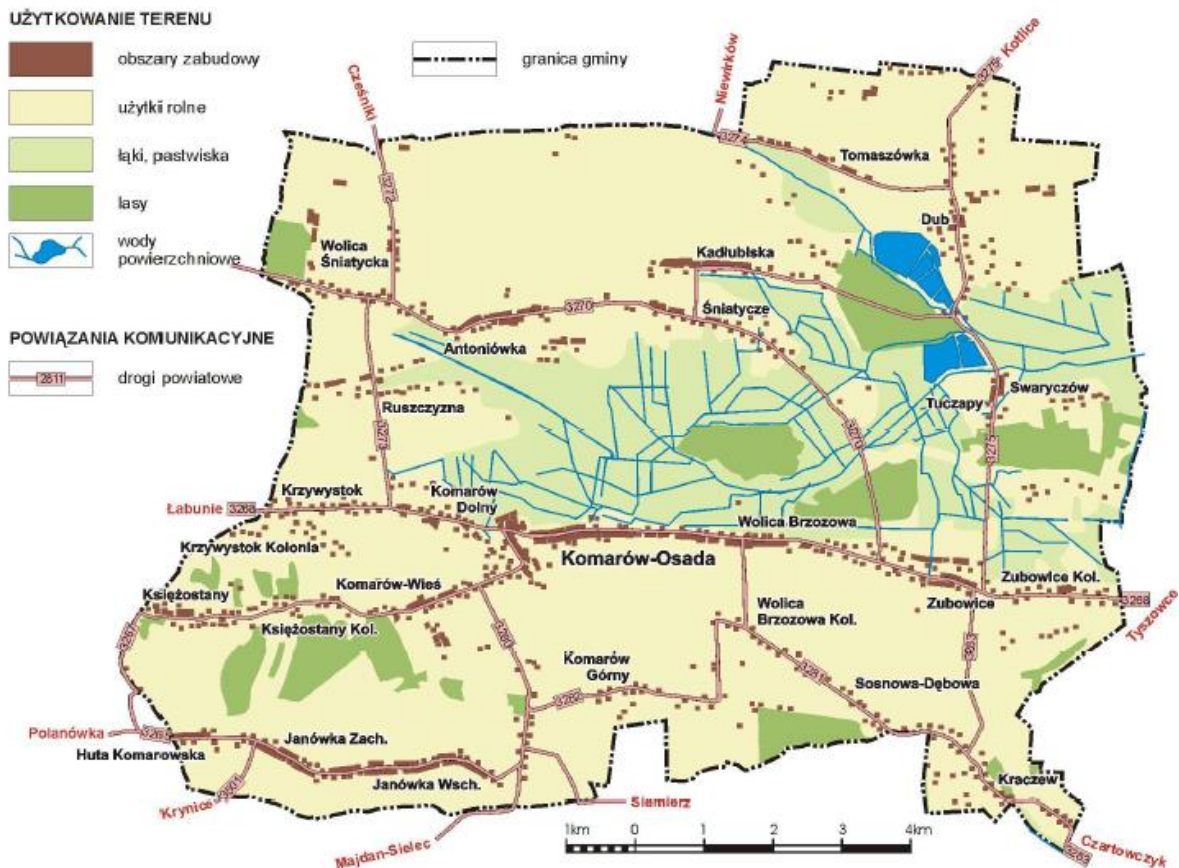 UŻYTKOWANIE TERENU
obszary zabudowy
granica gminy
użytki rolne
łąki, pastwiska
lasy
wody
powierzchniowe
POWIĄZANIA KOMUNIKACYJNE
2811
drogi powiatowe
Cześniki
Niewirków
Kotlice
3275
3274
Tomaszówka
3272
Dub
Wolica
Śniatycka
Kadłubiska
3270
Śniatycze
Antoniówka
Swaryczów
Tuczapy
Ruszczyzna
3273
3270
3275
Krzywystok
Komarów
Dolny
Łabunie
3268
Wolica Brzozowa
Krzywystok Kolonia
Komarów-Osada
Komarów-Wieś
Zubowice Kol.
Księżostany
Zubowice
3268
Tyszowce
Wolica
Brzozowa Kol.
Księżostany Kol.
3267
Komarów
Górny
3281
Sosnowa-Dębowa
3282
Polanówka
Janówka Zach.
Huta Komarowska
Janówka Wsch.
Kraczew
Krynice
Siemierz
Majdan-Sielec
1km
0
1
2
3
4km
Czartowczyk
3283